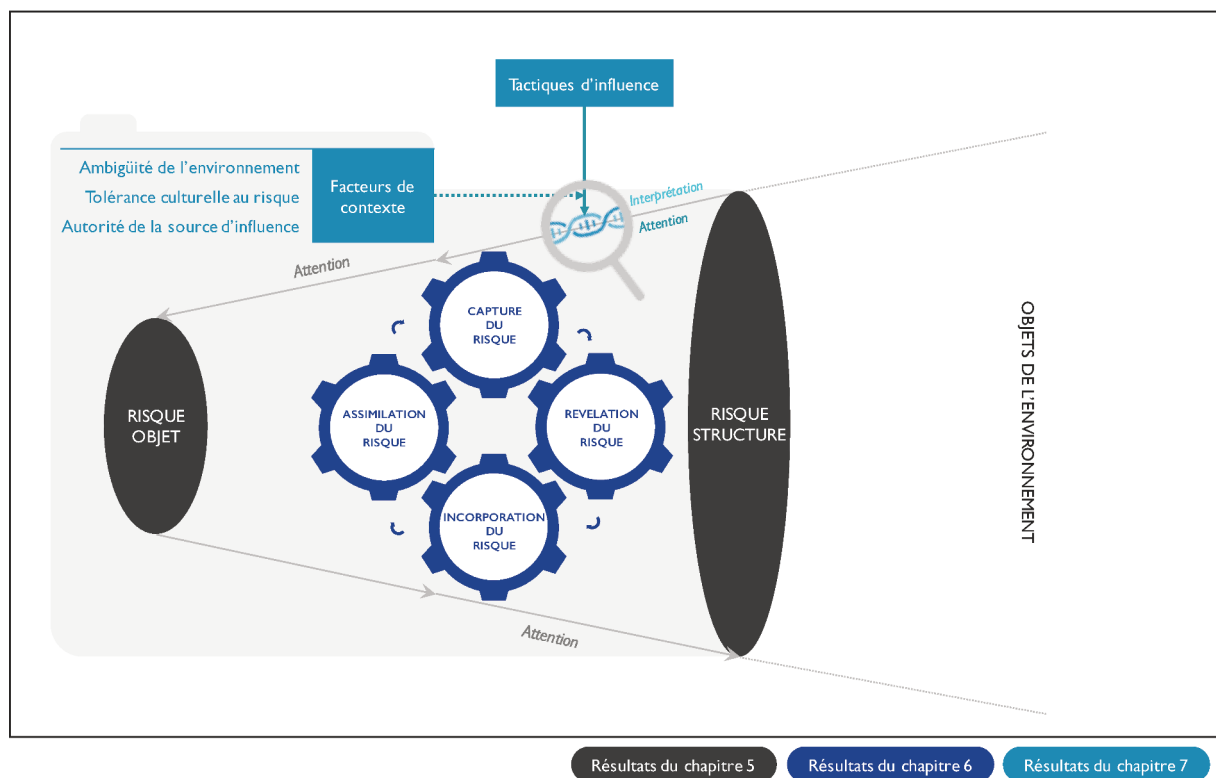 Tactiques d'influence
Ambigüité de l'environnement
Tolérance culturelle au risque
Autorité de la source d'influence
Facteurs de
contexte
Interprétation
Attention
Attention
CAPTURE
DU
RISQUE
ASSIMILATION
DU
RISQUE
REVELATION
DU
RISQUE
INCORPORATION
DU
RISQUE
RISQUE
OBJET
RISQUE
STRUCTURE
OBJETS DE L'ENVIRONNEMENT
Attention
Résultats du chapitre 5
Résultats du chapitre 6
Résultats du chapitre 7